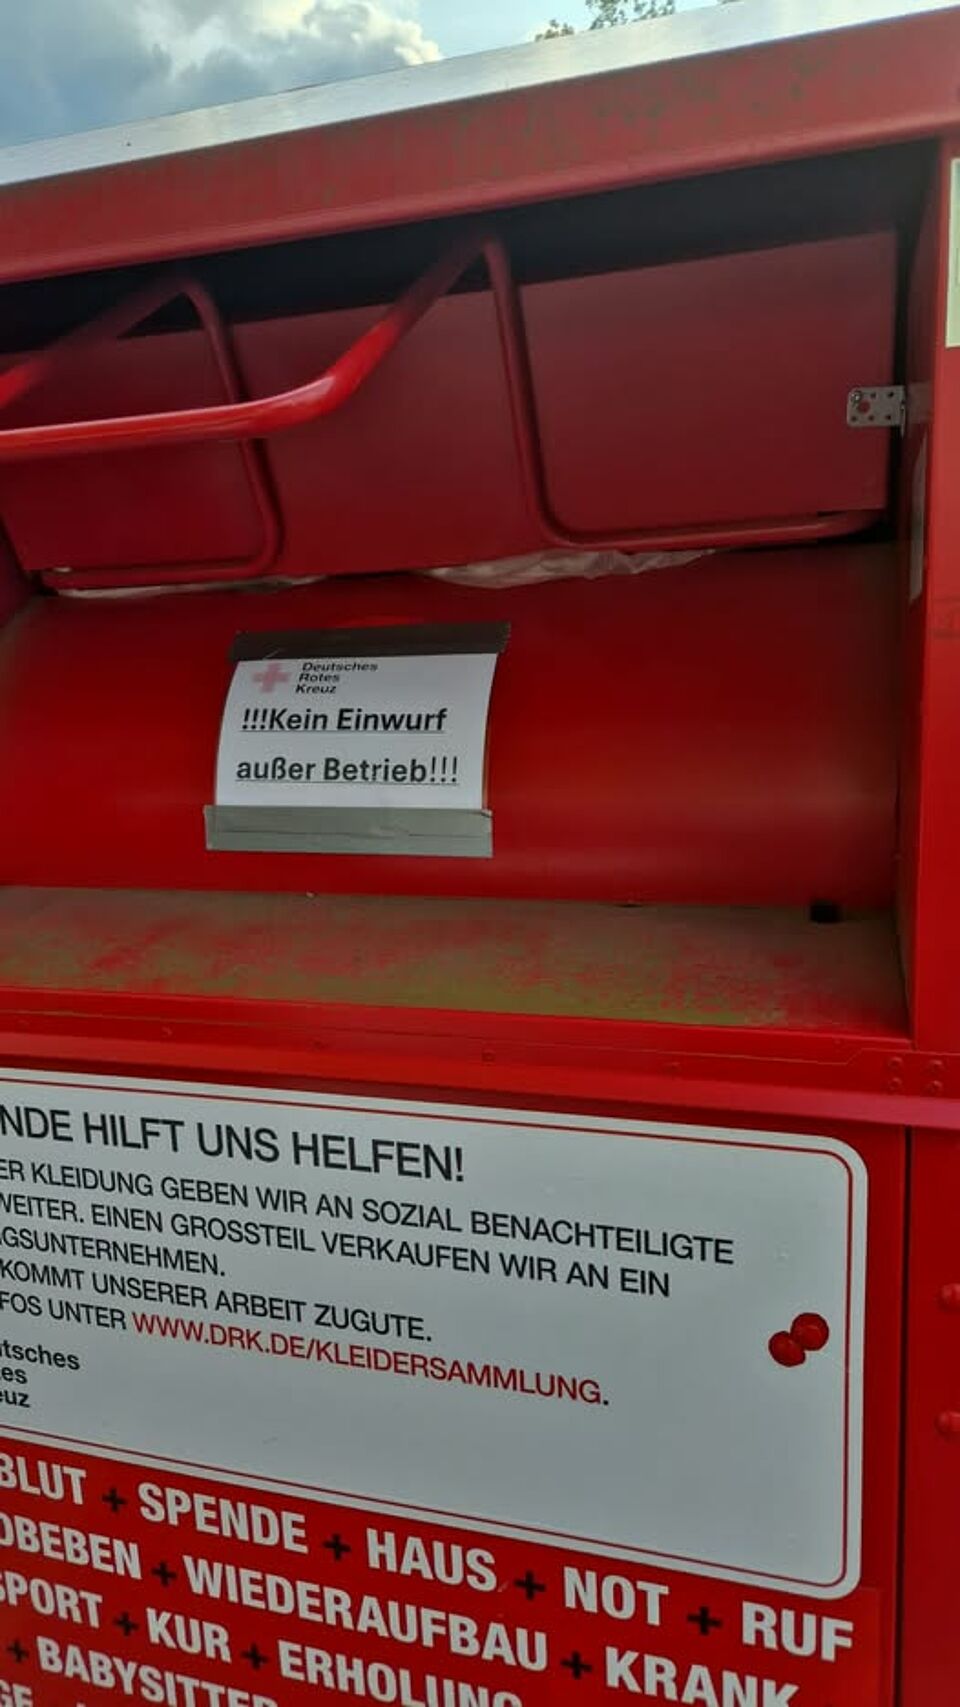 Deutsches
Rotes
Kreuz
!!!Kein Einwurf
außer Betrieb!!!
NDE HILFT UNS HELFEN!
ER KLEIDUNG GEBEN WIR AN SOZIAL BENACHTEILIGTE
WEITER. EINEN GROSSTEIL VERKAUFEN WIR AN EIN
GSUNTERNEHMEN.
KOMMT UNSERER ARBEIT ZUGUTE.
FOS UNTER WWW.DRK.DE/KLEIDERSAMMLUNG.
utsches
es
euz
BLUT + SPENDE + HAUS + NOT + RUF
OBEBEN + WIEDERAUFBAU + KRANK
SPORT + KUR + ERHOLUNG
+ BABYSITTER
GE